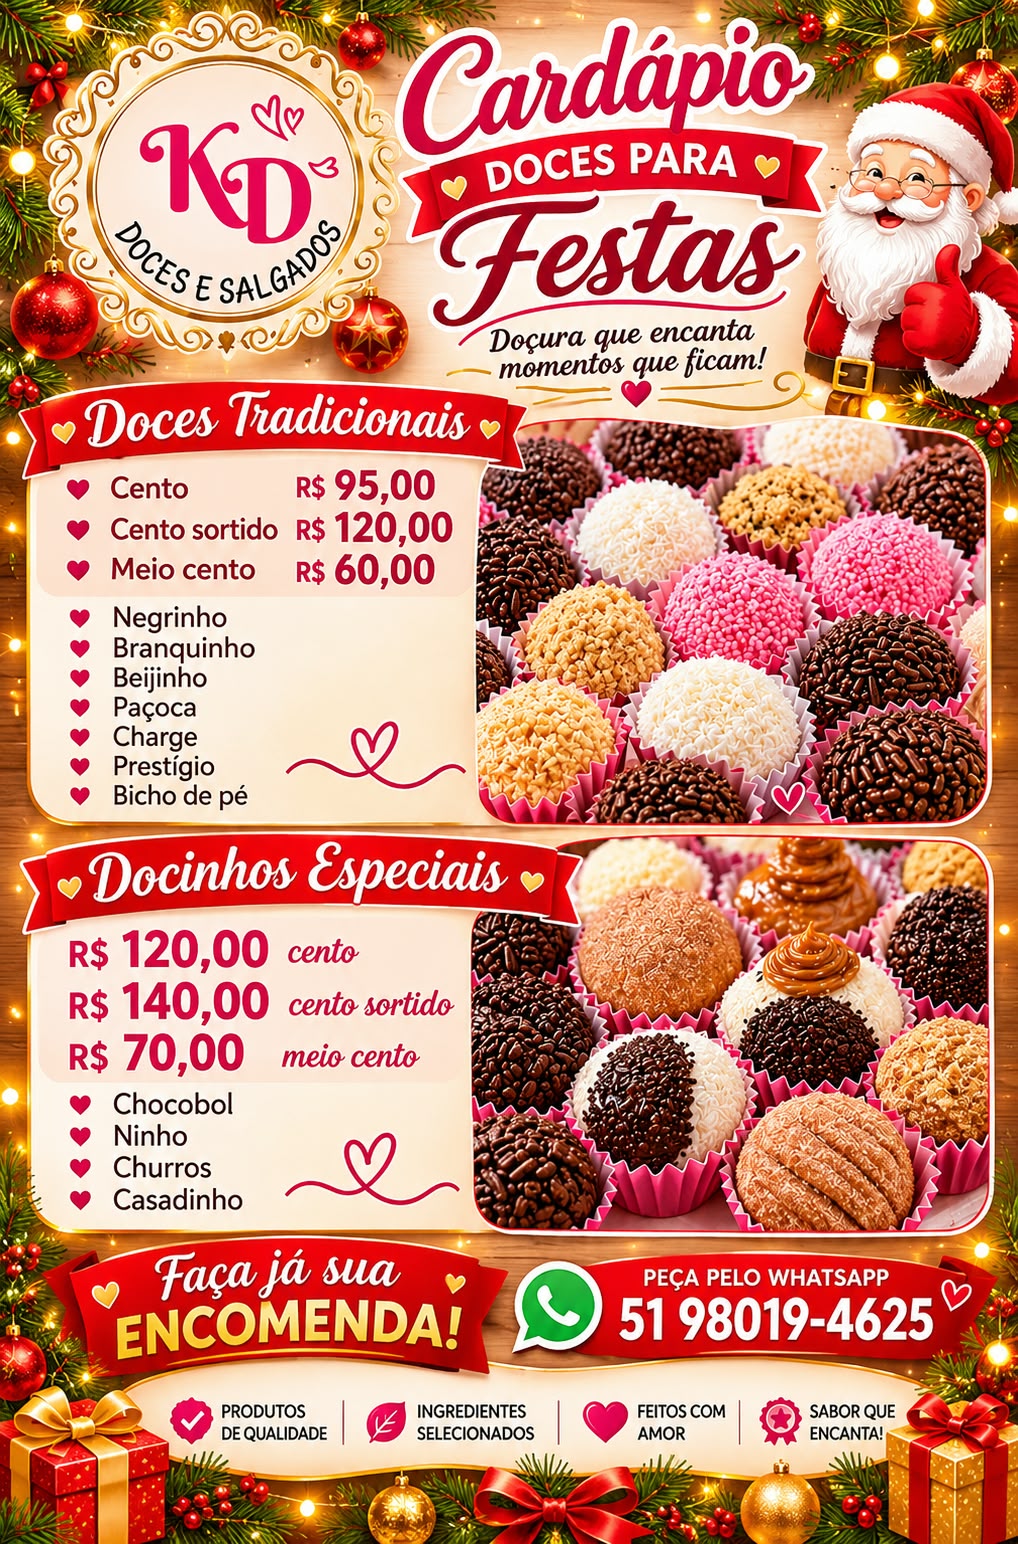 KD
DOCES E SALGADOS
Cardápio
DOCES PARA
Festas
Doçura que encanta
momentos que ficam!
Doces Tradicionais
Cento R$ 95,00
Cento sortido R$ 120,00
Meio cento R$ 60,00
Negrinho
Branquinho
Beijinho
Paçoca
Charge
Prestígio
Bicho de pé
Docinhos Especiais
R$ 120,00 cento
R$ 140,00 cento sortido
R$ 70,00 meio cento
Chocobol
Ninho
Churros
Casadinho
Faça já sua
ENCOMENDA!
PEÇA PELO WHATSAPP
51 98019-4625
PRODUTOS
DE QUALIDADE
INGREDIENTES
SELECIONADOS
FEITOS COM
AMOR
SABOR QUE
ENCANTA!